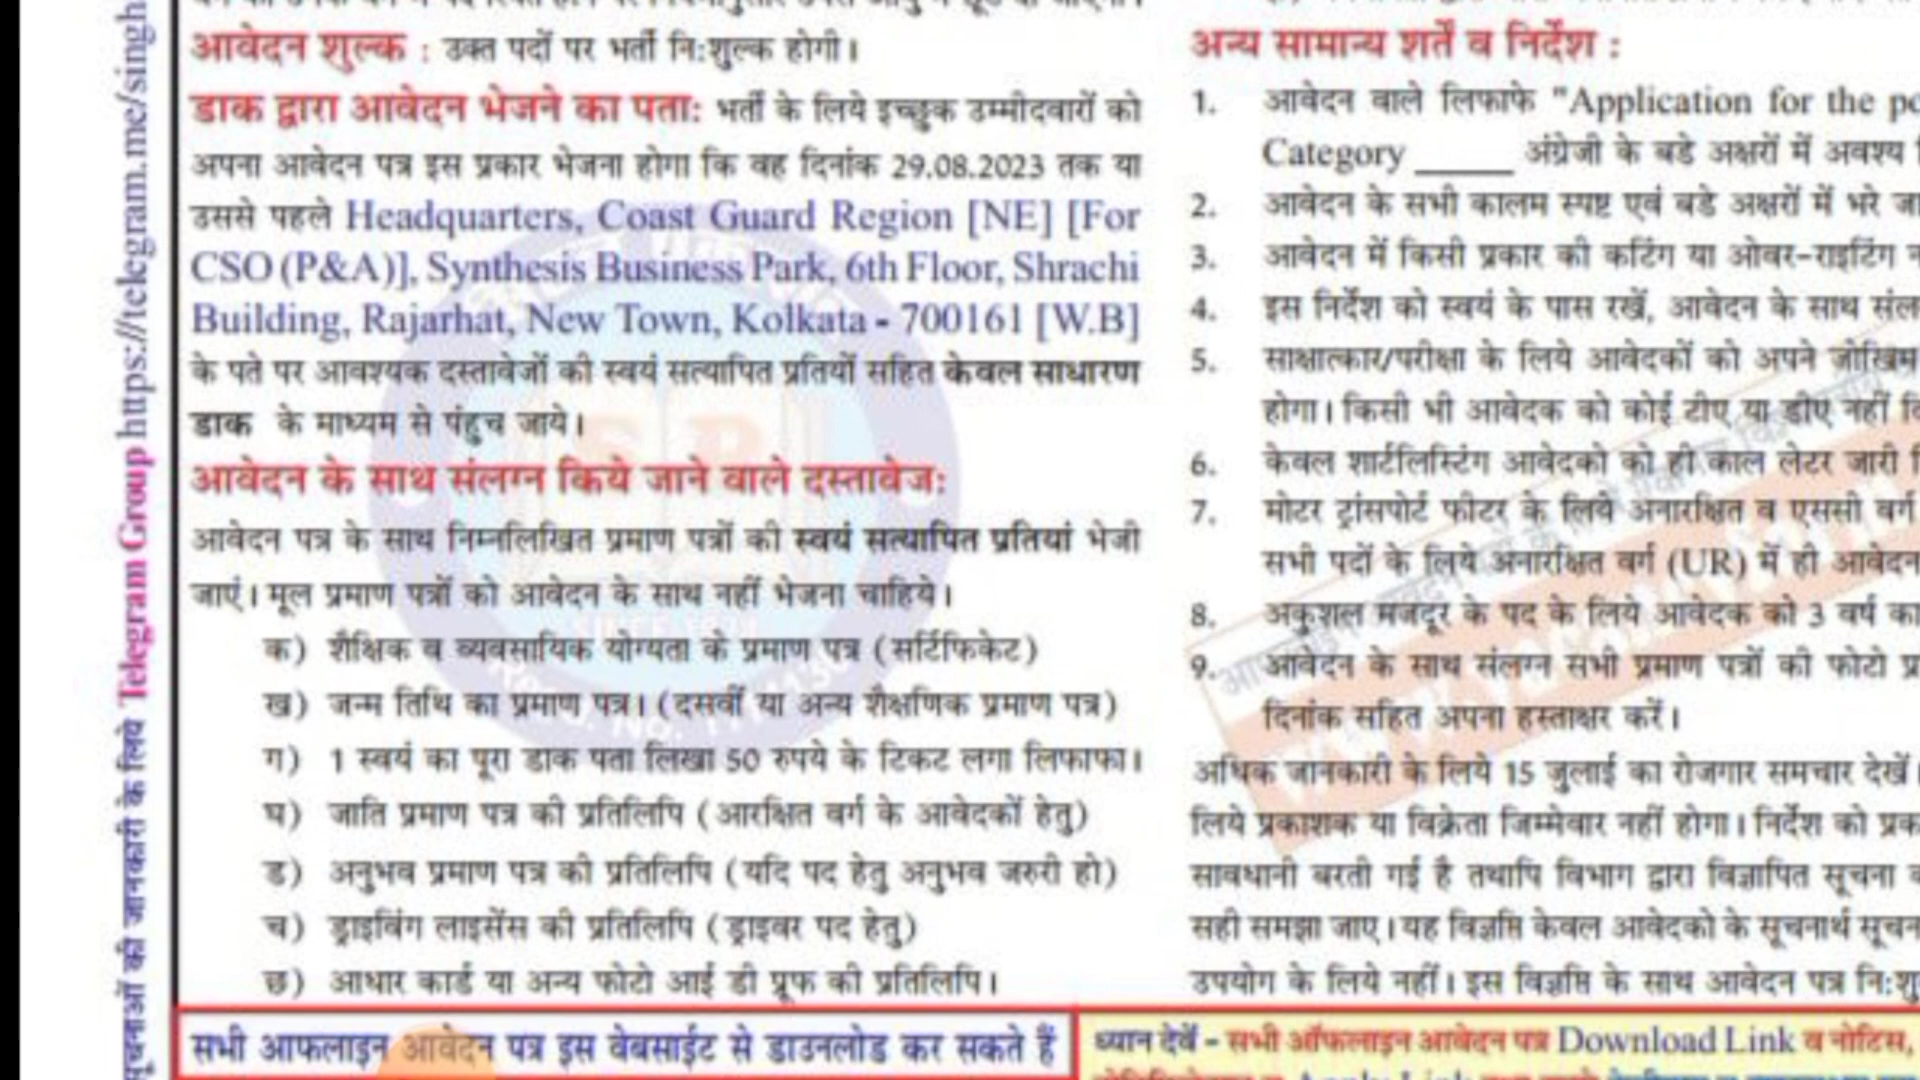 आवेदन शुल्क : उक्त पदों पर भर्ती नि:शुल्क होगी।
डाक द्वारा आवेदन भेजने का पता: भर्ती के लिये इच्छुक उम्मीदवारों को
अपना आवेदन पत्र इस प्रकार भेजना होगा कि वह दिनांक 29.08.2023 तक या
उससे पहले Headquarters, Coast Guard Region [NE] [For
CSO (P&A)], Synthesis Business Park, 6th Floor, Shrachi
Building, Rajarhat, New Town, Kolkata - 700161 [W.B]
के पते पर आवश्यक दस्तावेजों की स्वयं सत्यापित प्रतियों सहित केवल साधारण
डाक के माध्यम से पंहुच जाये।
आवेदन के साथ संलग्न किये जाने वाले दस्तावेज:
आवेदन पत्र के साथ निम्नलिखित प्रमाण पत्रों की स्वयं सत्यापित प्रतियां भेजी
जाएं। मूल प्रमाण पत्रों को आवेदन के साथ नहीं भेजना चाहिये।
क) शैक्षिक व व्यवसायिक योग्यता के प्रमाण पत्र (सर्टिफिकेट)
ख) जन्म तिथि का प्रमाण पत्र। (दसवीं या अन्य शैक्षणिक प्रमाण पत्र)
ग) 1 स्वयं का पूरा डाक पता लिखा 50 रुपये के टिकट लगा लिफाफा।
घ) जाति प्रमाण पत्र की प्रतिलिपि (आरक्षित वर्ग के आवेदकों हेतु)
ड) अनुभव प्रमाण पत्र की प्रतिलिपि (यदि पद हेतु अनुभव जरुरी हो)
च) ड्राइविंग लाइसेंस की प्रतिलिपि (ड्राइवर पद हेतु)
छ) आधार कार्ड या अन्य फोटो आई डी प्रूफ की प्रतिलिपि।
सभी आफलाइन आवेदन पत्र इस वेबसाईट से डाउनलोड कर सकते हैं
अन्य सामान्य शर्तें व निर्देश :
1. आवेदन वाले लिफाफे "Application for the
Category _____ अंग्रेजी के बडे अक्षरों में अवश्य
2. आवेदन के सभी कालम स्पष्ट एवं बडे अक्षरों में भरे
3. आवेदन में किसी प्रकार की कटिंग या ओवर-राइटिंग
4. इस निर्देश को स्वयं के पास रखें, आवेदन के साथ
5. साक्षात्कार/परीक्षा के लिये आवेदकों को अपने जोखिम
होगा। किसी भी आवेदक को कोई टीए या डीए नहीं
6. केवल शार्टलिस्टिंग आवेदको को ही काल लेटर जारी
7. मोटर ट्रांसपोर्ट फीटर के लिये अनारक्षित व एससी वर्ग
सभी पदों के लिये अनारक्षित वर्ग (UR) में ही आवेदन
8. अकुशल मजदूर के पद के लिये आवेदक को 3 वर्ष का
9. आवेदन के साथ संलग्न सभी प्रमाण पत्रों की फोटो
दिनांक सहित अपना हस्ताक्षर करें।
अधिक जानकारी के लिये 15 जुलाई का रोजगार समचार देखें।
लिये प्रकाशक या विक्रेता जिम्मेवार नहीं होगा। निर्देश को
सावधानी बरती गई है तथापि विभाग द्वारा विज्ञापित सूचना
सही समझा जाए। यह विज्ञप्ति केवल आवेदको के सूचनार्थ
उपयोग के लिये नहीं। इस विज्ञप्ति के साथ आवेदन पत्र
ध्यान देवें - सभी ऑफलाइन आवेदन पत्र Download Link व नोटिस,
सूचनाओं की जानकारी के लिये Telegram Group https://telegram.me/singh